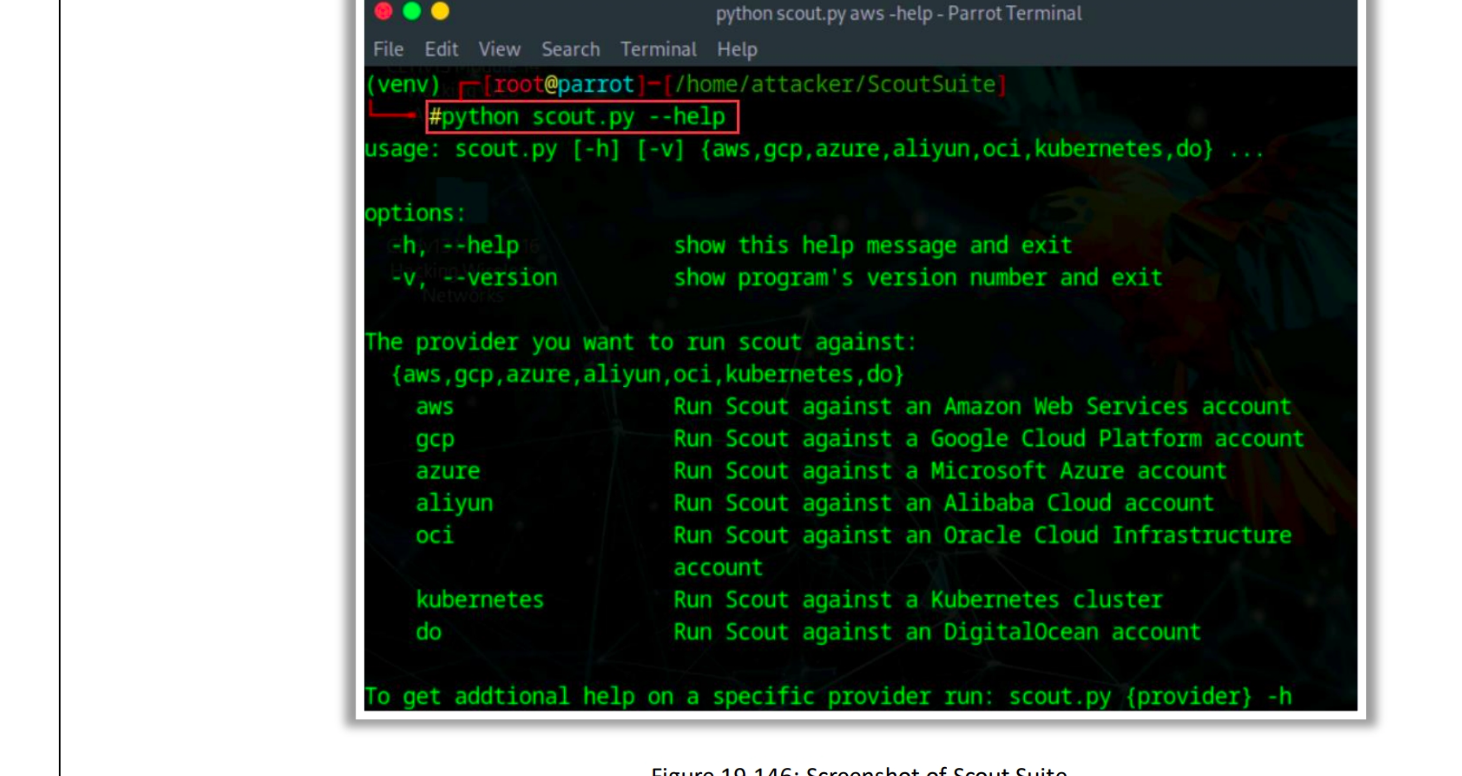 python scout.py aws -help - Parrot Terminal
File Edit View Search Terminal Help
(venv) ┌─[root@parrot]─[/home/attacker/ScoutSuite]
└──╼ #python scout.py --help
usage: scout.py [-h] [-v] {aws,gcp,azure,aliyun,oci,kubernetes,do} ...
options:
-h, --help show this help message and exit
-v, --version show program's version number and exit
Networks
The provider you want to run scout against:
{aws,gcp,azure,aliyun,oci,kubernetes,do}
aws Run Scout against an Amazon Web Services account
gcp Run Scout against a Google Cloud Platform account
azure Run Scout against a Microsoft Azure account
aliyun Run Scout against an Alibaba Cloud account
oci Run Scout against an Oracle Cloud Infrastructure
account
kubernetes Run Scout against a Kubernetes cluster
do Run Scout against an DigitalOcean account
To get addtional help on a specific provider run: scout.py {provider} -h
Figure 19.146: Screenshot of Scout Suite